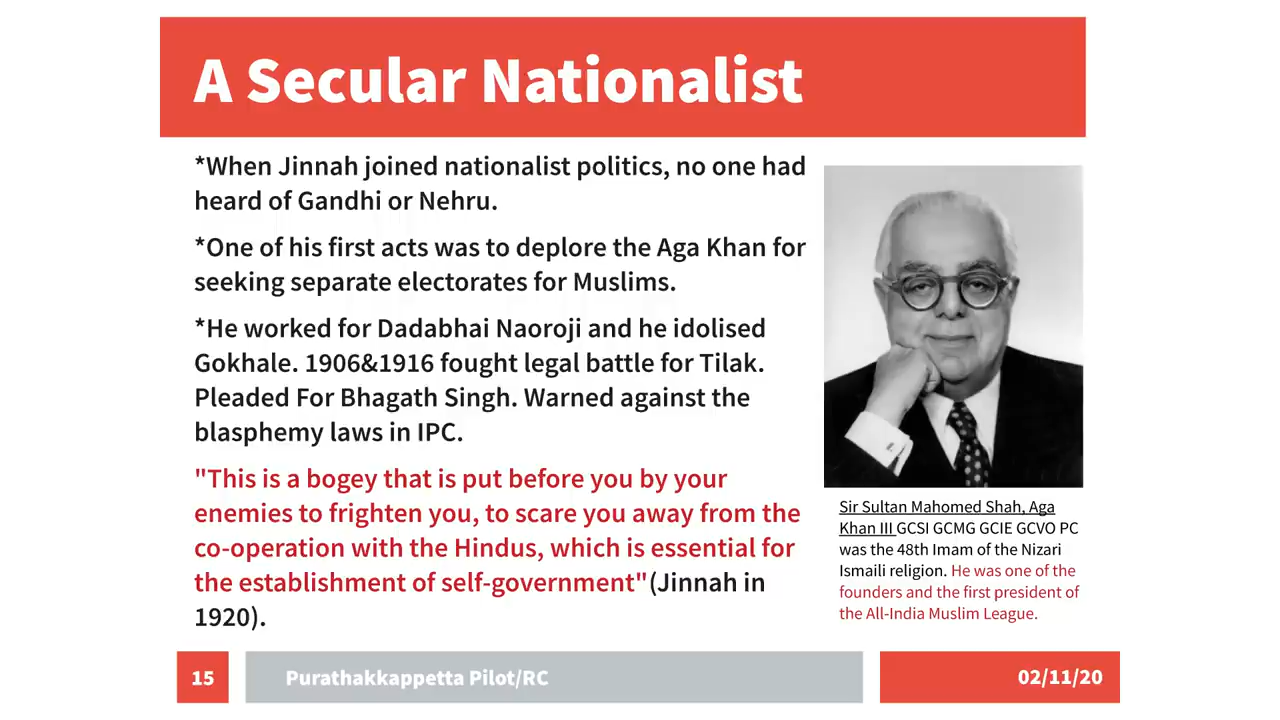 A Secular Nationalist
*When Jinnah joined nationalist politics, no one had
heard of Gandhi or Nehru.
*One of his first acts was to deplore the Aga Khan for
seeking separate electorates for Muslims.
*He worked for Dadabhai Naoroji and he idolised
Gokhale. 1906&1916 fought legal battle for Tilak.
Pleaded For Bhagath Singh. Warned against the
blasphemy laws in IPC.
"This is a bogey that is put before you by your
enemies to frighten you, to scare you away from the
co-operation with the Hindus, which is essential for
the establishment of self-government"(Jinnah in
1920).
Sir Sultan Mahomed Shah, Aga
Khan III GCSI GCMG GCIE GCVO PC
was the 48th Imam of the Nizari
Ismaili religion. He was one of the
founders and the first president of
the All-India Muslim League.
15
Purathakkappetta Pilot/RC
02/11/20